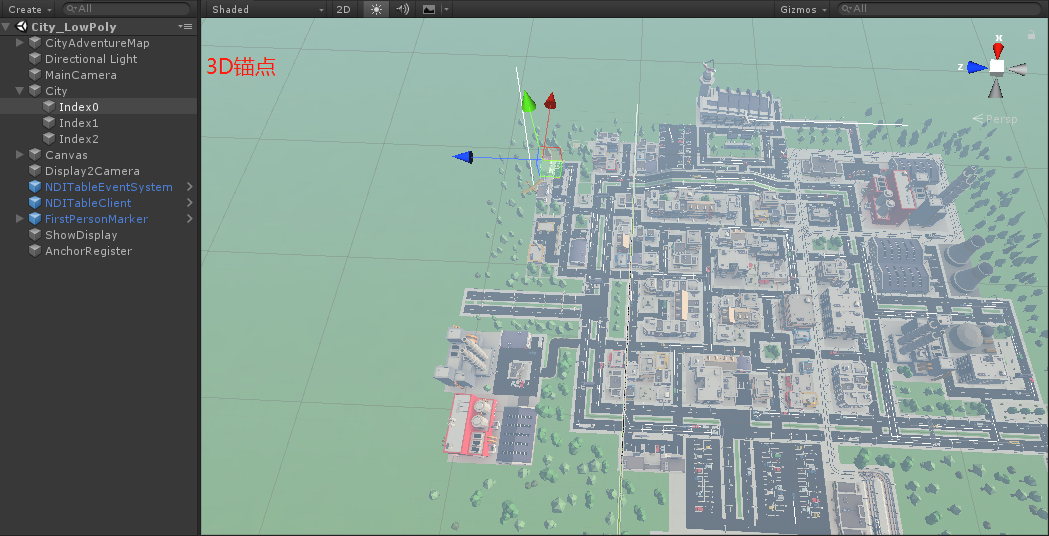 Create
All
Shaded
2D
Gizmos
All
City_LowPoly
CityAdventureMap
Directional Light
MainCamera
City
Index0
Index1
Index2
Canvas
Display2Camera
NDITableEventSystem
NDITableClient
FirstPersonMarker
ShowDisplay
AnchorRegister
3D锚点
x
z
Persp